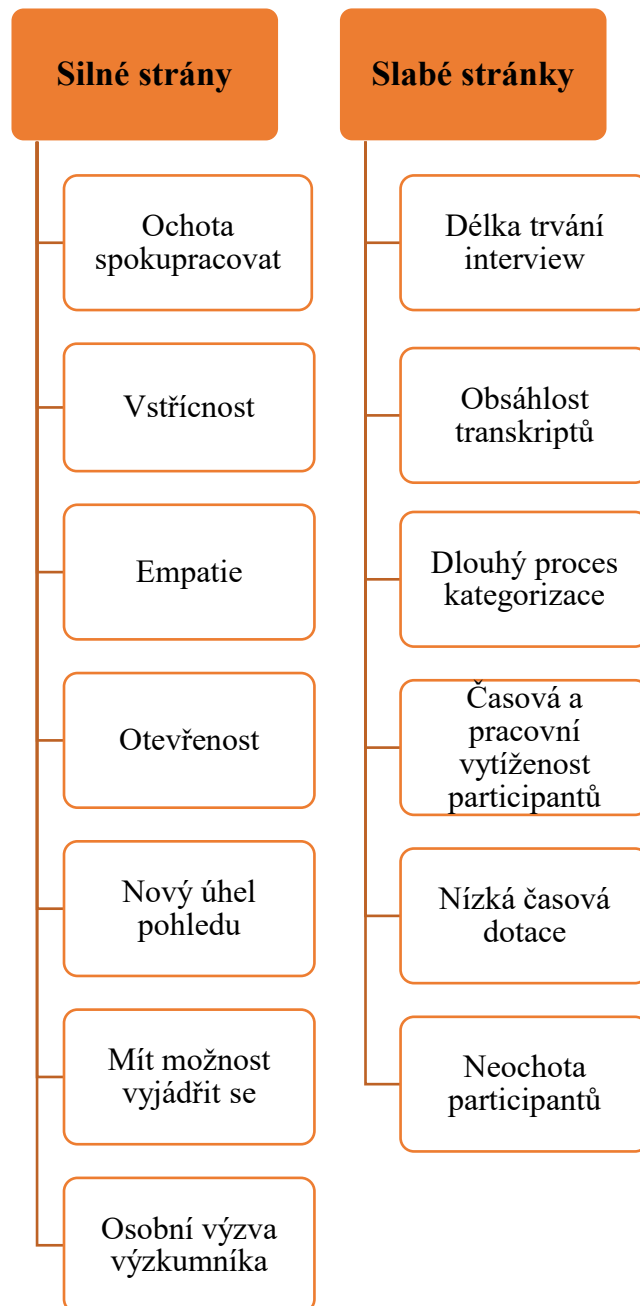 Silné strány
Ochota
spokupracovat
Vstřícnost
Empatie
Otevřenost
Nový úhel
pohledu
Mít možnost
vyjádřit se
Osobní výzva
výzkumníka
Slabé stránky
Délka trvání
interview
Obsáhlost
transkriptů
Dlouhý proces
kategorizace
Časová a
pracovní
vytíženost
participantů
Nízká časová
dotace
Neochota
participantů